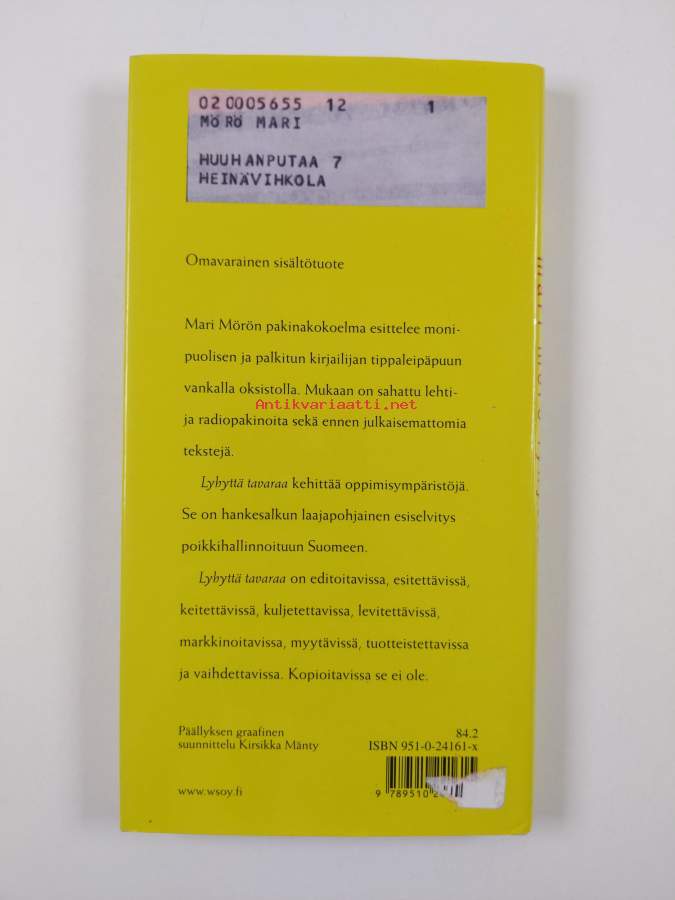 020005655 12 1
MÖRÖ MARI
HUUHANPUTAA 7
HEINÄVIHKOLA
Omavarainen sisältötuote
Mari Mörön pakinakokoelma esittelee moni-
puolisen ja palkitun kirjailijan tippaleipäpuun
vankalla oksistolla. Mukaan on sahattu lehti-
Antikvariaatti.net
ja radiopakinoita sekä ennen julkaisemattomia
tekstejä.
Lyhyttä tavaraa kehittää oppimisympäristöjä.
Se on hankesalkun laajapohjainen esiselvitys
poikkihallinnoituun Suomeen.
Lyhyttä tavaraa on editoitavissa, esitettävissä,
keitettävissä, kuljetettavissa, levitettävissä,
markkinoitavissa, myytävissä, tuotteistettavissa
ja vaihdettavissa. Kopioitavissa se ei ole.
Päällyksen graafinen
suunnittelu Kirsikka Mänty
84.2
ISBN 951-0-24161-x
www.wsoy.fi
9 789510